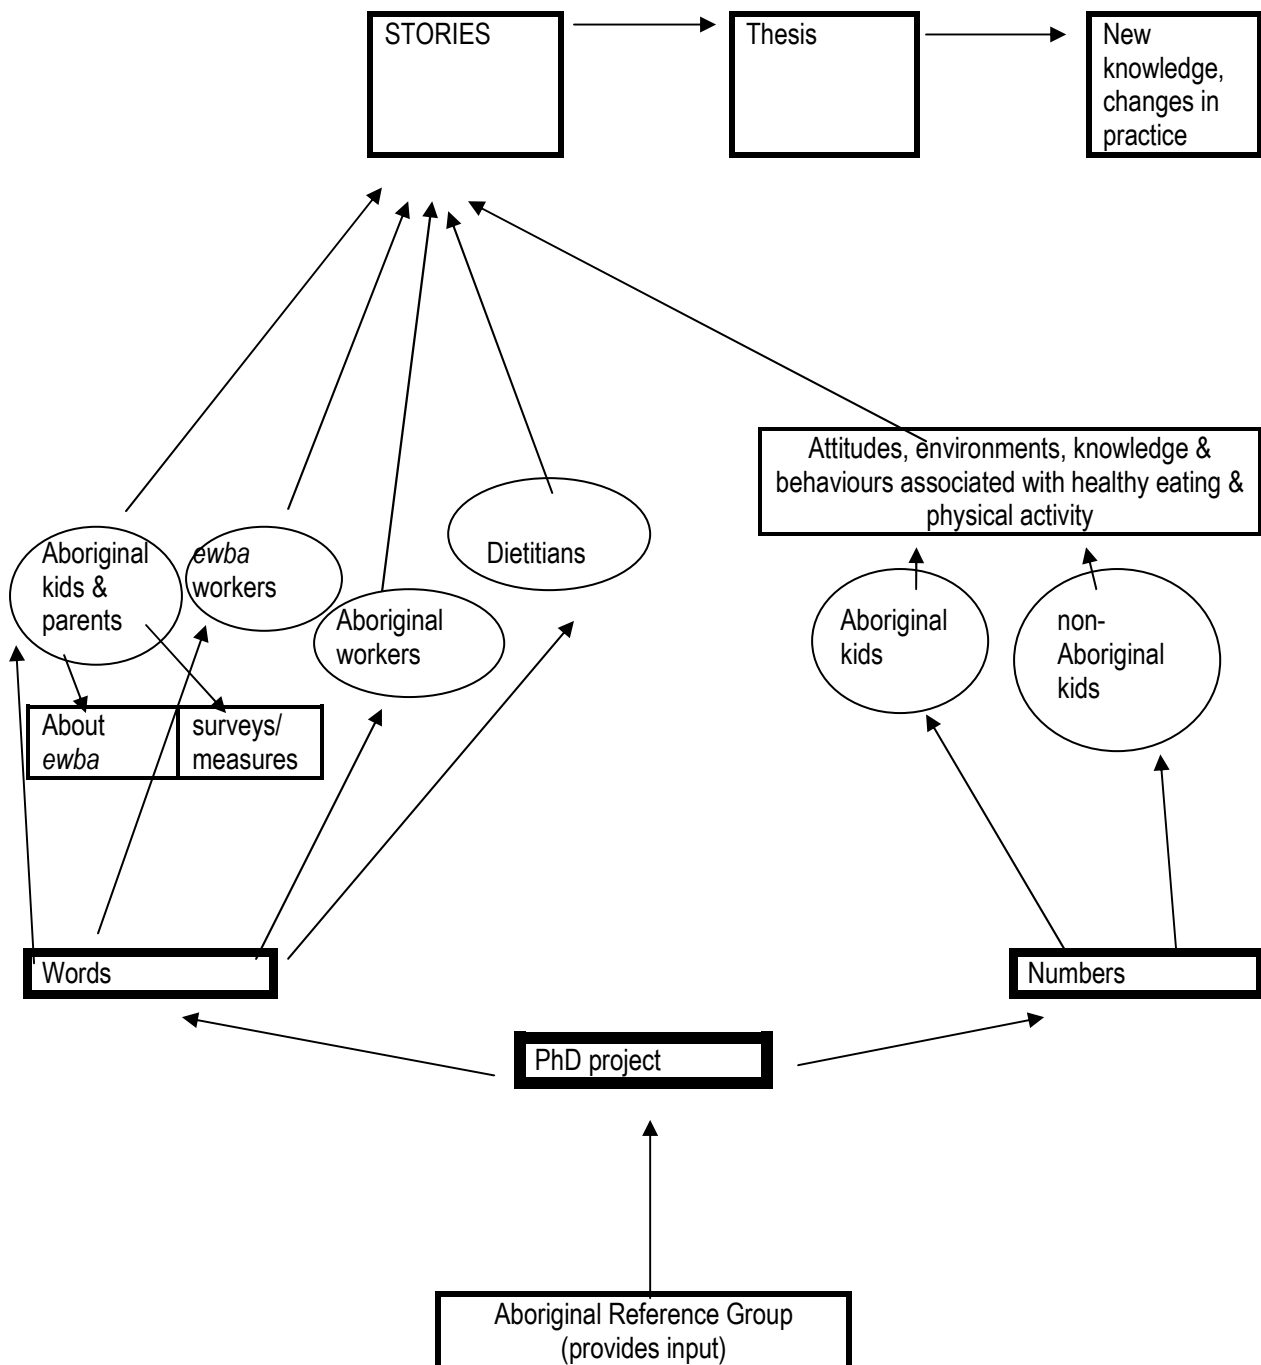 STORIES
Thesis
New
knowledge,
changes in
practice
Attitudes, environments, knowledge &
behaviours associated with healthy eating &
physical activity
Aboriginal
kids &
parents
ewba
workers
Aboriginal
workers
Dietitians
Aboriginal
kids
non-
Aboriginal
kids
About
ewba
surveys/
measures
Words
Numbers
PhD project
Aboriginal Reference Group
(provides input)